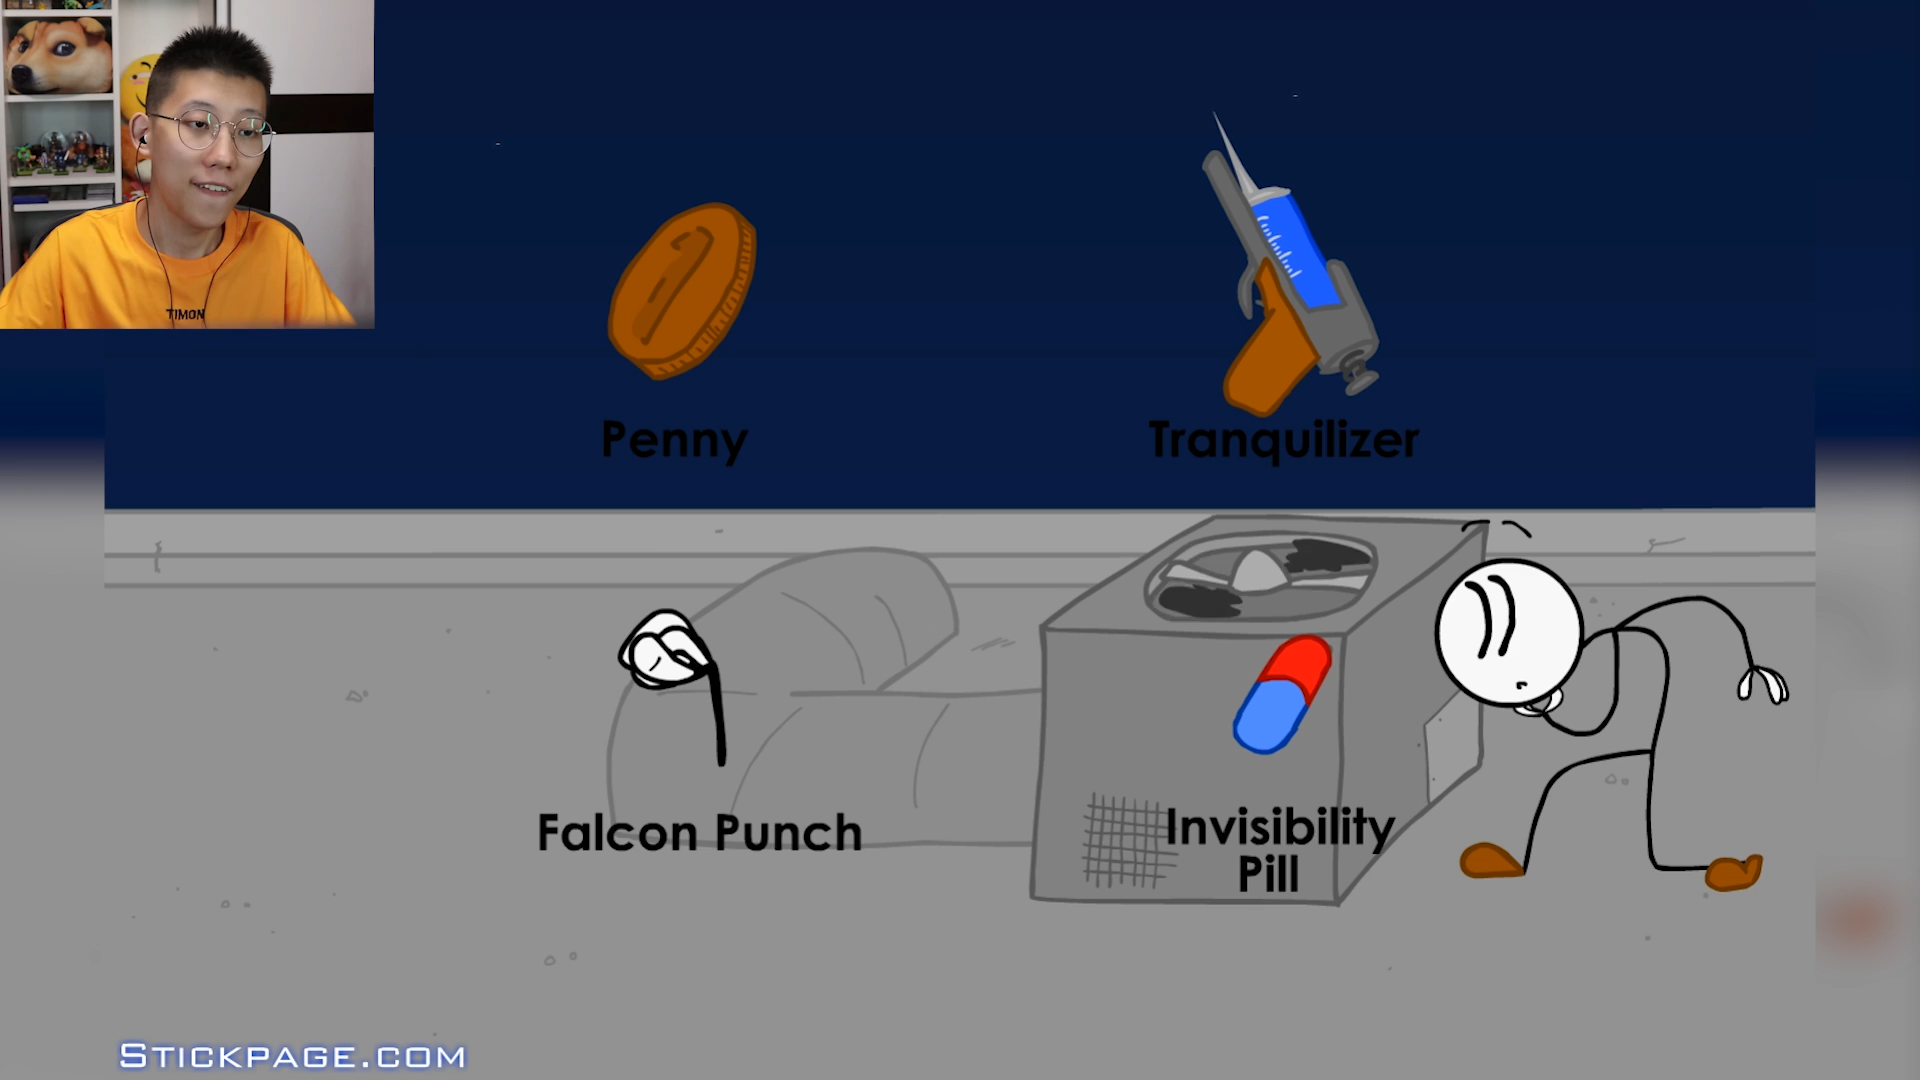 TIMON
Penny
Tranquilizer
Falcon Punch
Invisibility
Pill
STICKPAGE.COM